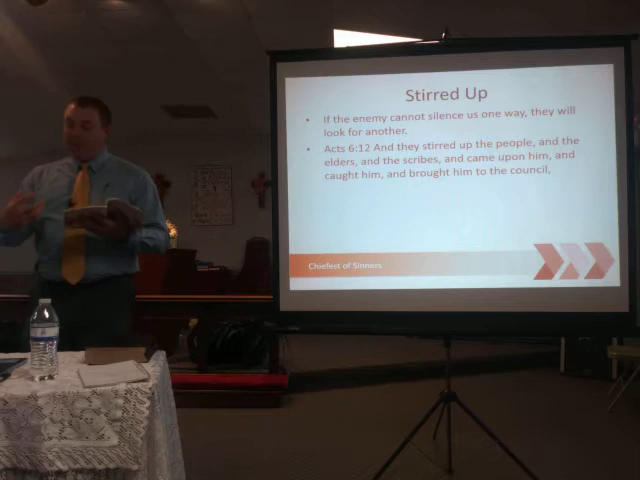 Stirred Up
• If the enemy cannot silence us one way, they will
look for another.
• Acts 6:12 And they stirred up the people, and the
elders, and the scribes, and came upon him, and
caught him, and brought him to the council,
Chiefest of Sinners